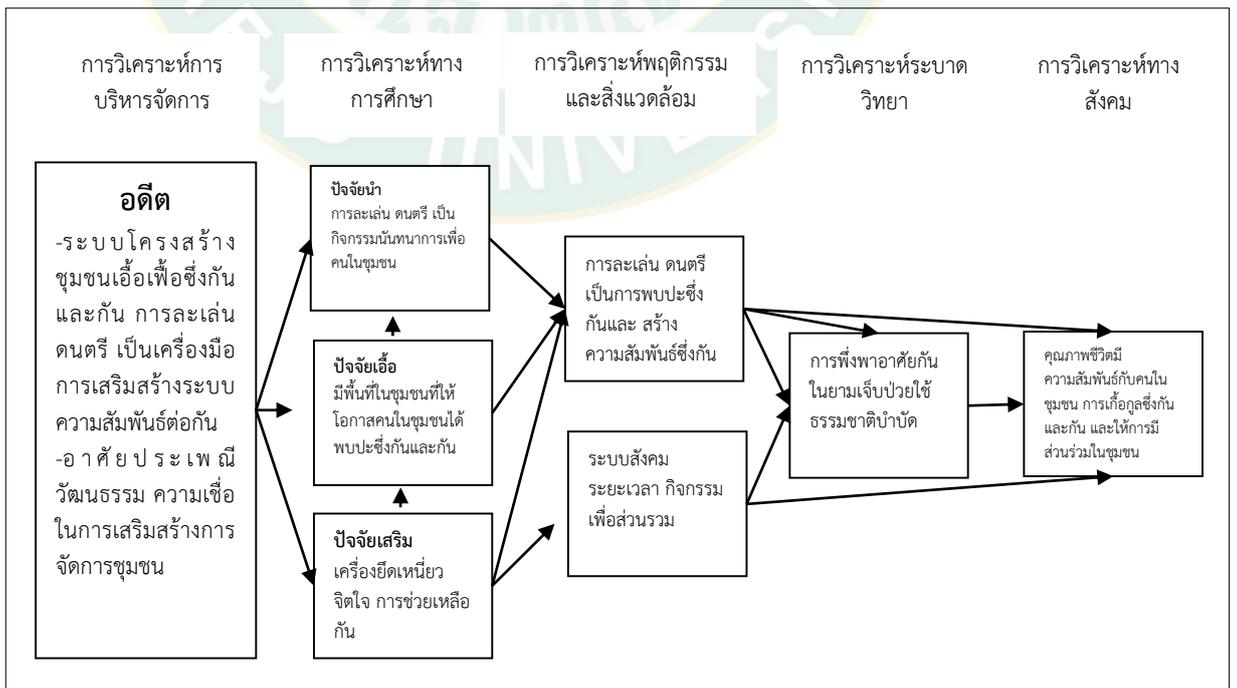 การวิเคราะห์การ
บริหารจัดการ
การวิเคราะห์ทาง
การศึกษา
การวิเคราะห์พฤติกรรม
และสิ่งแวดล้อม
การวิเคราะห์ระบาด
วิทยา
การวิเคราะห์ทาง
สังคม
อดีต
-ระบบโครงสร้าง
ชุมชนเอื้อเฟื้อซึ่งกัน
และกัน การละเล่น
ดนตรี เป็นเครื่องมือ
การเสริมสร้างระบบ
ความสัมพันธ์ต่อกัน
-อาศัยประเพณี
วัฒนธรรม ความเชื่อ
ในการเสริมสร้างการ
จัดการชุมชน
ปัจจัยนำ
การละเล่น ดนตรี เป็น
กิจกรรมนันทนาการเพื่อ
คนในชุมชน
ปัจจัยเอื้อ
มีพื้นที่ในชุมชนที่ให้
โอกาสคนในชุมชนได้
พบปะซึ่งกันและกัน
ปัจจัยเสริม
เครื่องยึดเหนี่ยว
จิตใจ การช่วยเหลือ
กัน
การละเล่น ดนตรี
เป็นการพบปะซึ่ง
กันและ สร้าง
ความสัมพันธ์ซึ่งกัน
ระบบสังคม
ระยะเวลา กิจกรรม
เพื่อส่วนรวม
การพึ่งพาอาศัยกัน
ในยามเจ็บป่วยใช้
ธรรมชาติบำบัด
คุณภาพชีวิตมี
ความสัมพันธ์กับคนใน
ชุมชน การเกื้อกูลซึ่งกัน
และกัน และให้การมี
ส่วนร่วมในชุมชน